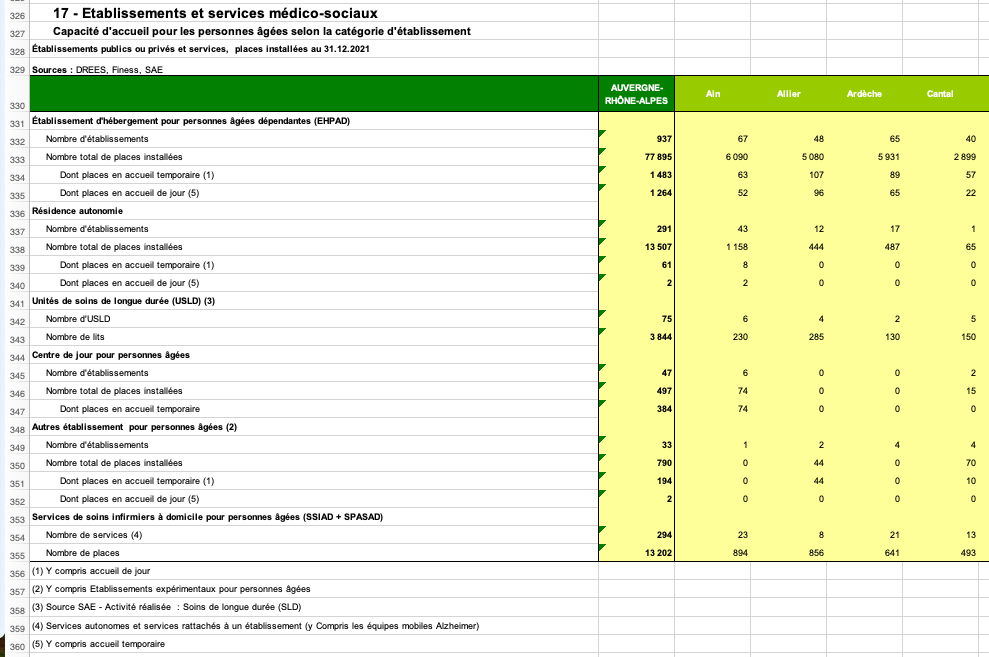 326 17 - Etablissements et services médico-sociaux
327 Capacité d'accueil pour les personnes âgées selon la catégorie d'établissement
328 Établissements publics ou privés et services, places installées au 31.12.2021
329 Sources : DREES, Finess, SAE
330 AUVERGNE-RHÔNE-ALPES Ain Allier Ardèche Cantal
331 Établissement d'hébergement pour personnes âgées dépendantes (EHPAD)
332 Nombre d'établissements 937 67 48 65 40
333 Nombre total de places installées 77 895 6 090 5 080 5 931 2 899
334 Dont places en accueil temporaire (1) 1 483 63 107 89 57
335 Dont places en accueil de jour (5) 1 264 52 96 65 22
336 Résidence autonomie
337 Nombre d'établissements 291 43 12 17 1
338 Nombre total de places installées 13 507 1 158 444 487 65
339 Dont places en accueil temporaire (1) 61 8 0 0 0
340 Dont places en accueil de jour (5) 2 2 0 0 0
341 Unités de soins de longue durée (USLD) (3)
342 Nombre d'USLD 75 6 4 2 5
343 Nombre de lits 3 844 230 285 130 150
344 Centre de jour pour personnes âgées
345 Nombre d'établissements 47 6 0 0 2
346 Nombre total de places installées 497 74 0 0 15
347 Dont places en accueil temporaire 384 74 0 0 0
348 Autres établissement pour personnes âgées (2)
349 Nombre d'établissements 33 1 2 4 4
350 Nombre total de places installées 790 0 44 0 70
351 Dont places en accueil temporaire (1) 194 0 44 0 10
352 Dont places en accueil de jour (5) 2 0 0 0 0
353 Services de soins infirmiers à domicile pour personnes âgées (SSIAD + SPASAD)
354 Nombre de services (4) 294 23 8 21 13
355 Nombre de places 13 202 894 856 641 493
356 (1) Y compris accueil de jour
357 (2) Y compris Etablissements expérimentaux pour personnes âgées
358 (3) Source SAE - Activité réalisée : Soins de longue durée (SLD)
359 (4) Services autonomes et services rattachés à un établissement (y Compris les équipes mobiles Alzheimer)
360 (5) Y compris accueil temporaire